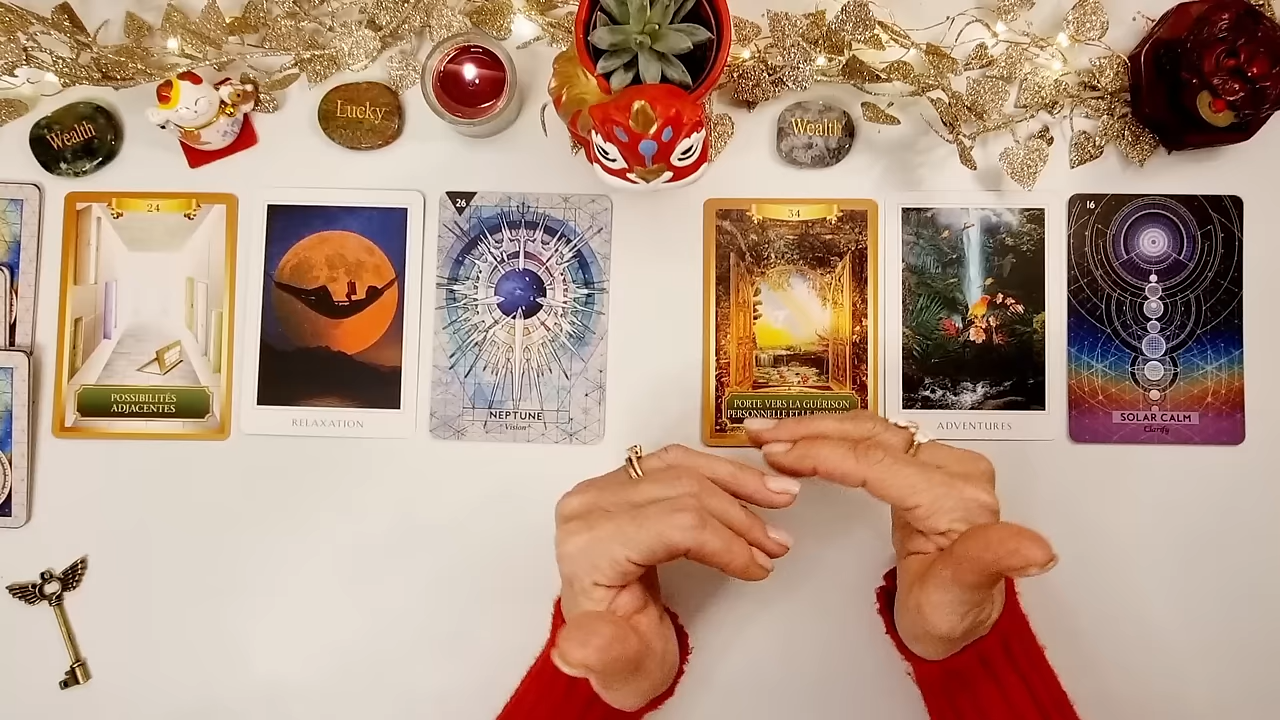 Wealth
Lucky
Wealth
24
POSSIBILITÉS
ADJACENTES
RELAXATION
26
NEPTUNE
Vision
34
PORTE VERS LA GUÉRISON
PERSONNELLE ET LE
ADVENTURES
16
SOLAR CALM
Clarify